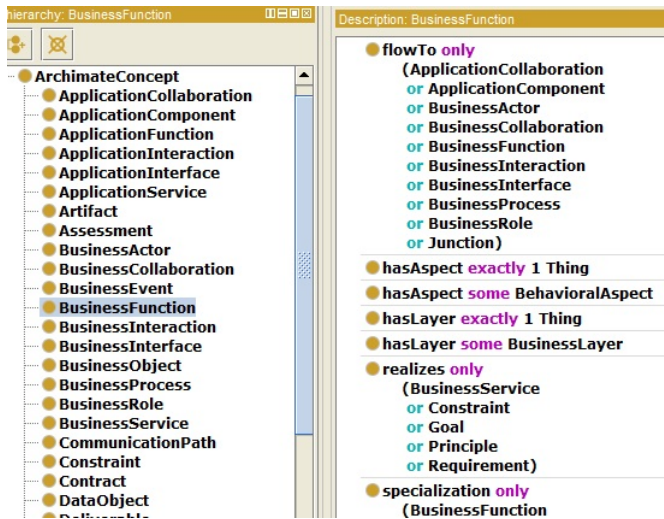 hierarchy: BusinessFunction
ArchimateConcept
ApplicationCollaboration
ApplicationComponent
ApplicationFunction
ApplicationInteraction
ApplicationInterface
ApplicationService
Artifact
Assessment
BusinessActor
BusinessCollaboration
BusinessEvent
BusinessFunction
BusinessInteraction
BusinessInterface
BusinessObject
BusinessProcess
BusinessRole
BusinessService
CommunicationPath
Constraint
Contract
DataObject
Deliverable
Description: BusinessFunction
flowTo only
(ApplicationCollaboration
or ApplicationComponent
or BusinessActor
or BusinessCollaboration
or BusinessFunction
or BusinessInteraction
or BusinessInterface
or BusinessProcess
or BusinessRole
or Junction)
hasAspect exactly 1 Thing
hasAspect some BehavioralAspect
hasLayer exactly 1 Thing
hasLayer some BusinessLayer
realizes only
(BusinessService
or Constraint
or Goal
or Principle
or Requirement)
specialization only
(BusinessFunction